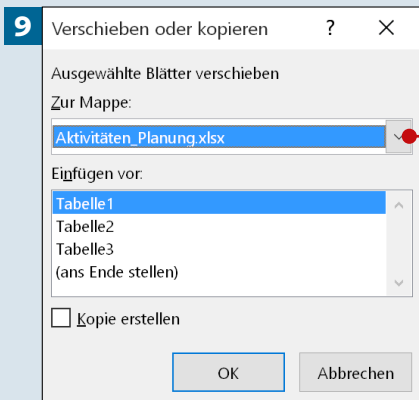 9
Verschieben oder kopieren ? ×
Ausgewählte Blätter verschieben
Zur Mappe:
Aktivitäten_Planung.xlsx
Einfügen vor:
Tabelle1
Tabelle2
Tabelle3
(ans Ende stellen)
Kopie erstellen
OK Abbrechen